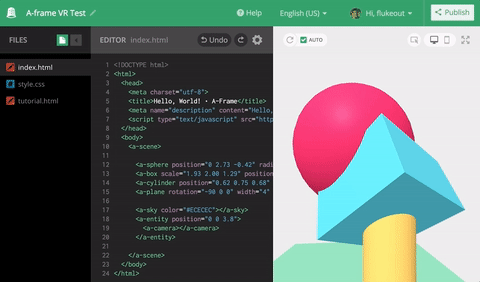 A-frame VR Test
Help
English (US)
Hi, flukeout
Publish
FILES
EDITOR index.html
Undo
AUTO
index.html
style.css
tutorial.html
1 <!DOCTYPE html>
2 <html>
3 <head>
4 <meta charset="utf-8">
5 <title>Hello, World! • A-Frame</title>
6 <meta name="description" content="Hello,
7 <script type="text/javascript" src="http
8 </head>
9 <body>
10 <a-scene>
11
12 <a-sphere position="0 2.73 -0.42" radi
13 <a-box scale="1.93 2.00 1.29" position
14 <a-cylinder position="0.62 0.75 0.68"
15 <a-plane rotation="-90 0 0" width="4"
16
17 <a-sky color="#ECECEC"></a-sky>
18 <a-entity position="0 0 3.8">
19 <a-camera></a-camera>
20 </a-entity>
21
22 </a-scene>
23 </body>
24 </html>